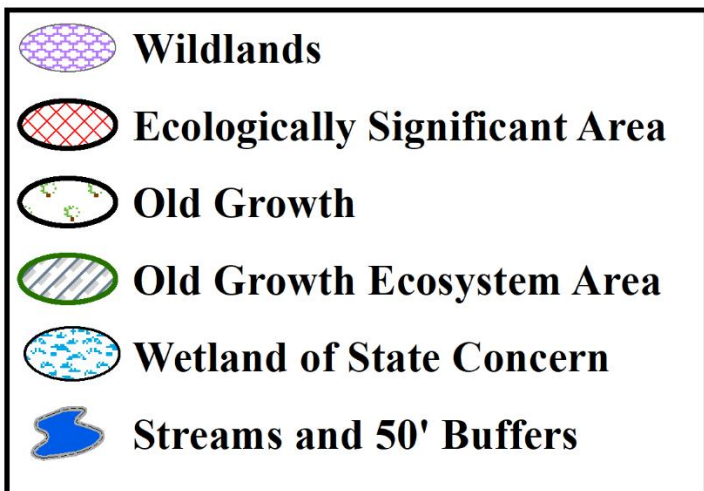 Wildlands
Ecologically Significant Area
Old Growth
Old Growth Ecosystem Area
Wetland of State Concern
Streams and 50' Buffers